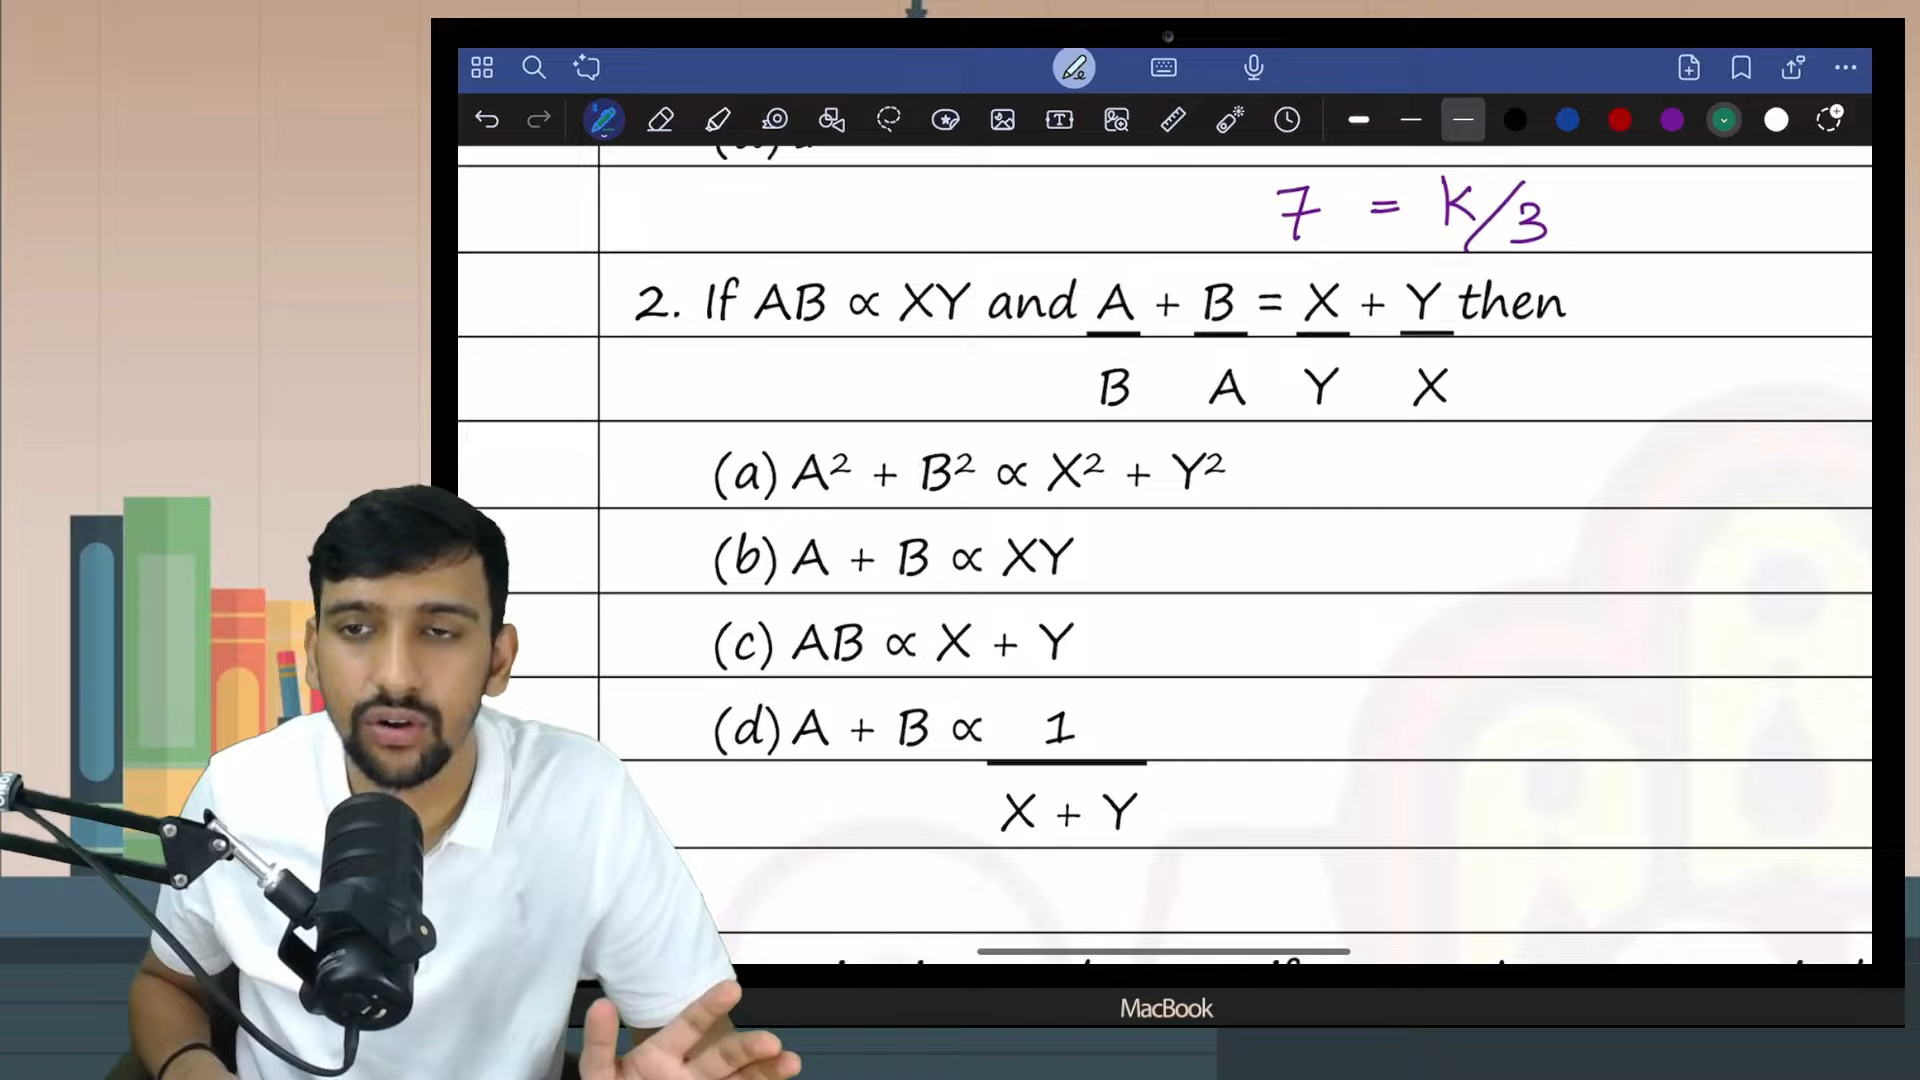 7 = K/3
2. If AB ∝ XY and A + B = X + Y then
B A Y X
(a) A² + B² ∝ X² + Y²
(b) A + B ∝ XY
(c) AB ∝ X + Y
(d) A + B ∝ 1
X + Y
MacBook